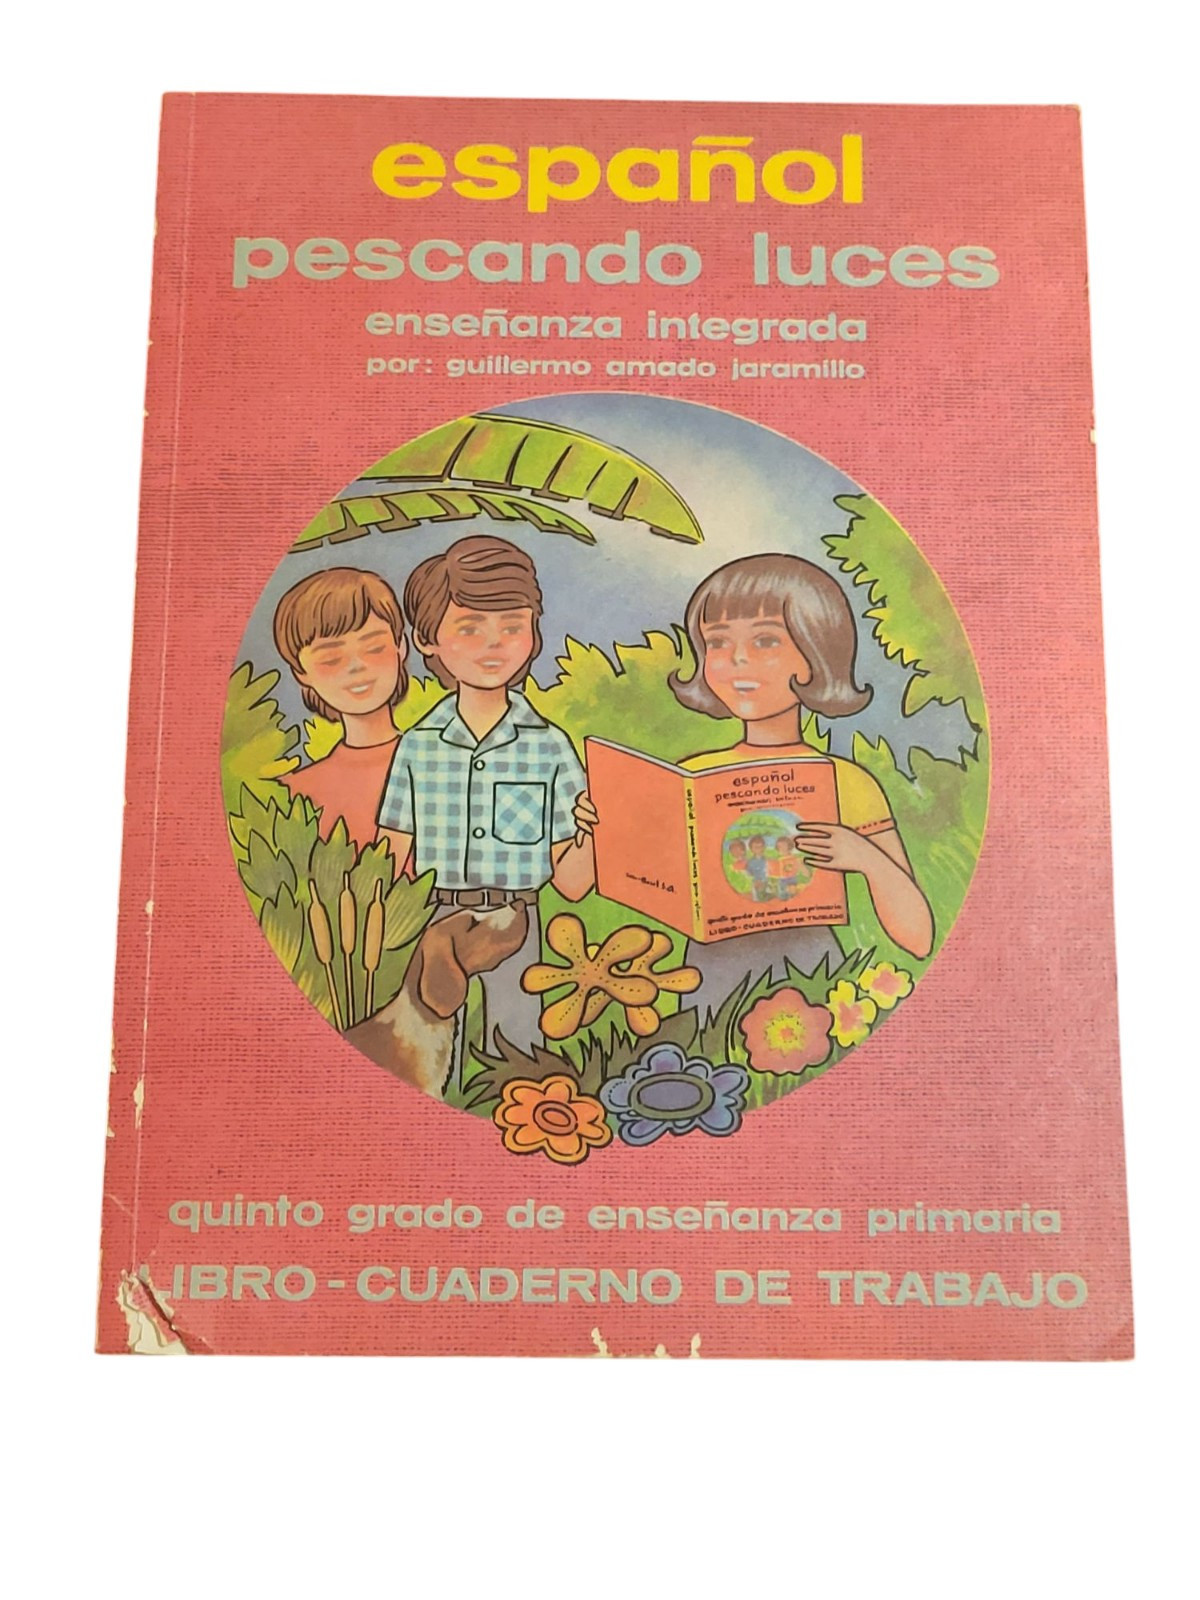 español
pescando luces
enseñanza integrada
por: guillermo amado jaramillo
español
pescando luces
quinto grado de enseñanza primaria
LIBRO-CUADERNO DE TRABAJO
quinto grado de enseñanza primaria
LIBRO-CUADERNO DE TRABAJO